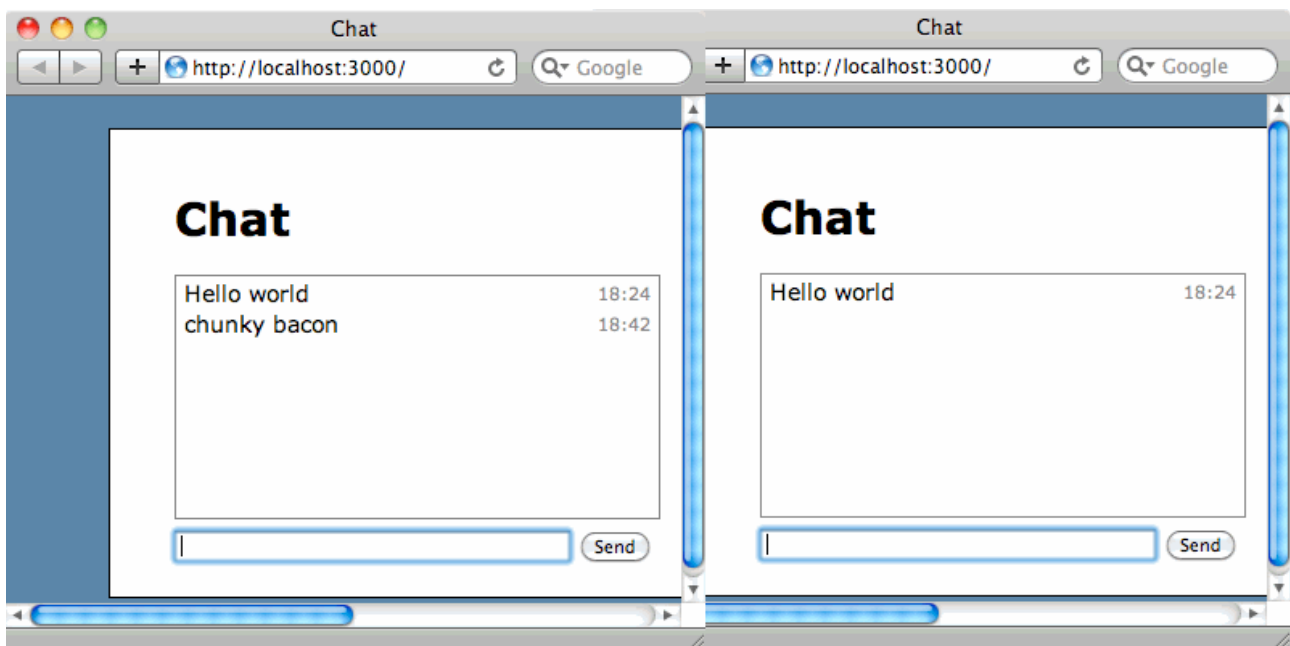 Chat
+ http://localhost:3000/ Google
Chat
Hello world 18:24
chunky bacon 18:42
Send
Chat
+ http://localhost:3000/ Google
Chat
Hello world 18:24
Send